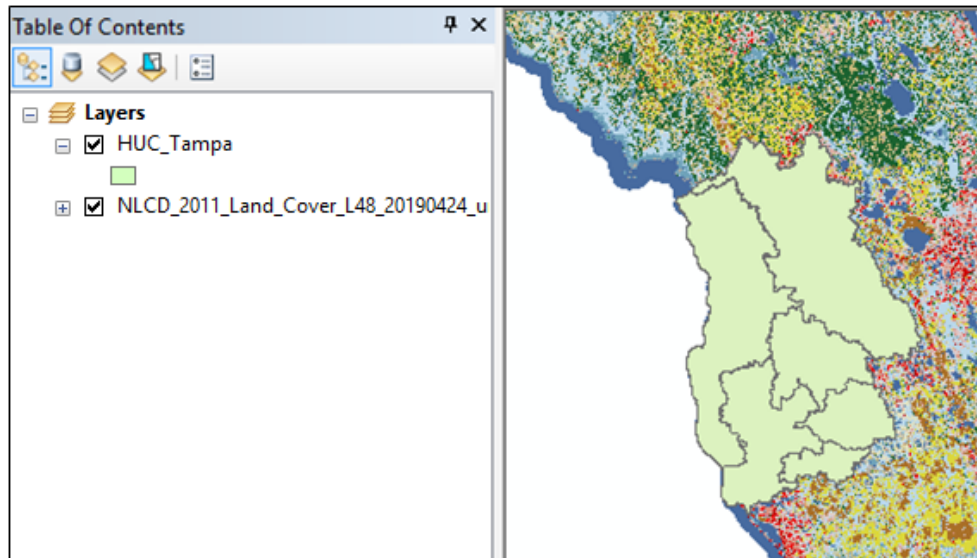 Table Of Contents
Layers
HUC_Tampa
NLCD_2011_Land_Cover_L48_20190424_u